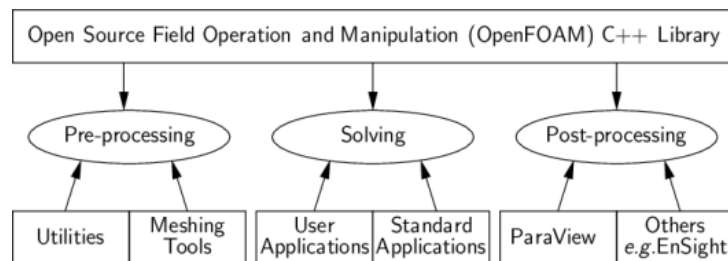 Open Source Field Operation and Manipulation (OpenFOAM) C++ Library
Pre-processing
Solving
Post-processing
Utilities
Meshing
Tools
User
Applications
Standard
Applications
ParaView
Others
e.g.EnSight